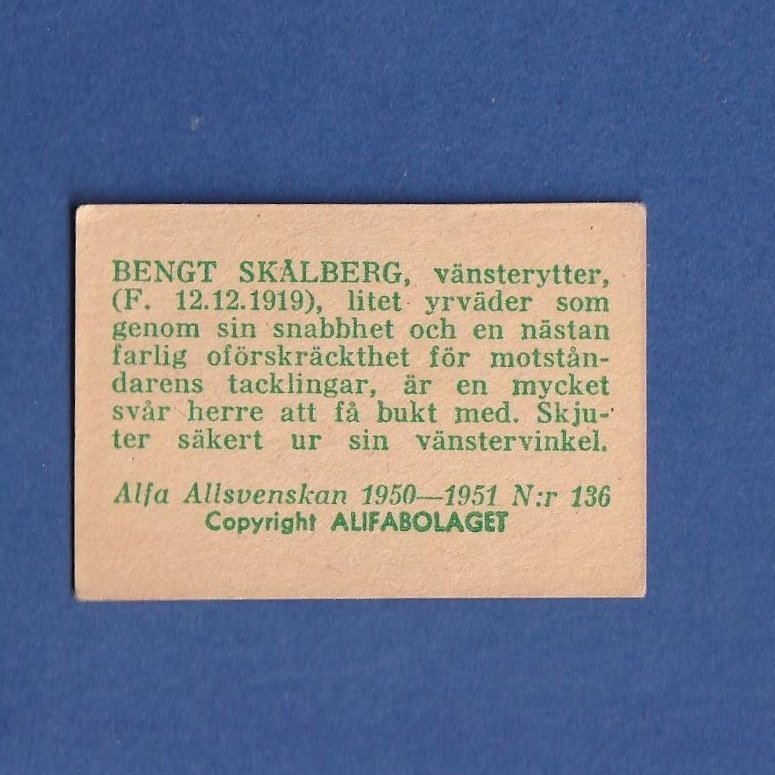 BENGT SKÅLBERG, vänsterytter,
(F. 12.12.1919), litet yrväder som
genom sin snabbhet och en nästan
farlig oförskräckthet för motstån-
darens tacklingar, är en mycket
svår herre att få bukt med. Skju-
ter säkert ur sin vänstervinkel.
Alfa Allsvenskan 1950—1951 N:r 136
Copyright ALIFABOLAGET